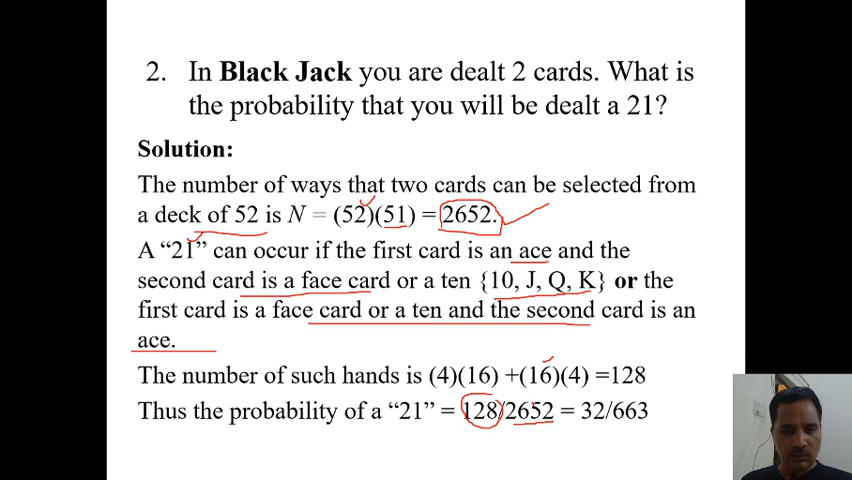 2. In Black Jack you are dealt 2 cards. What is
the probability that you will be dealt a 21?
Solution:
The number of ways that two cards can be selected from
a deck of 52 is N = (52)(51) = 2652.
A “21” can occur if the first card is an ace and the
second card is a face card or a ten {10, J, Q, K} or the
first card is a face card or a ten and the second card is an
ace.
The number of such hands is (4)(16) +(16)(4) =128
Thus the probability of a “21” = 128/2652 = 32/663